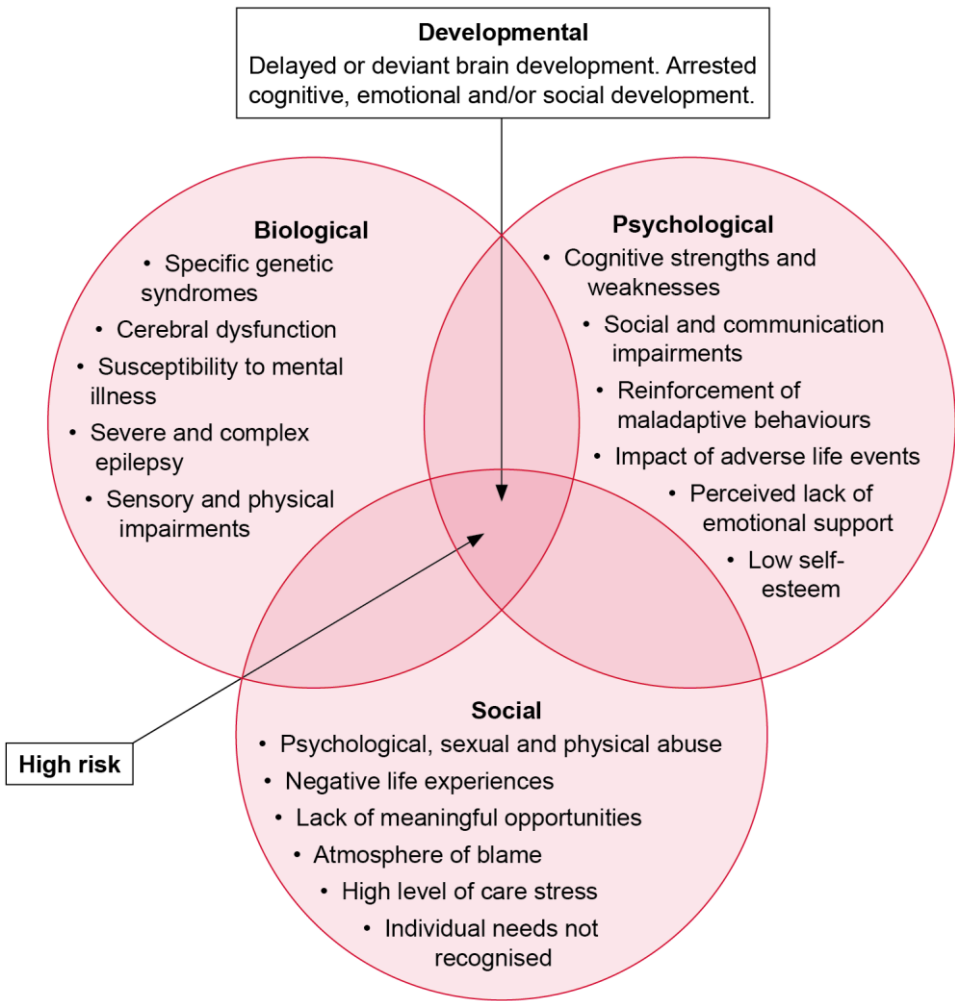 Developmental
Delayed or deviant brain development. Arrested
cognitive, emotional and/or social development.
Biological
• Specific genetic
syndromes
• Cerebral dysfunction
• Susceptibility to mental
illness
• Severe and complex
epilepsy
• Sensory and physical
impairments
Psychological
• Cognitive strengths and
weaknesses
• Social and communication
impairments
• Reinforcement of
maladaptive behaviours
• Impact of adverse life events
• Perceived lack of
emotional support
• Low self-
esteem
High risk
Social
• Psychological, sexual and physical abuse
• Negative life experiences
• Lack of meaningful opportunities
• Atmosphere of blame
• High level of care stress
• Individual needs not
recognised